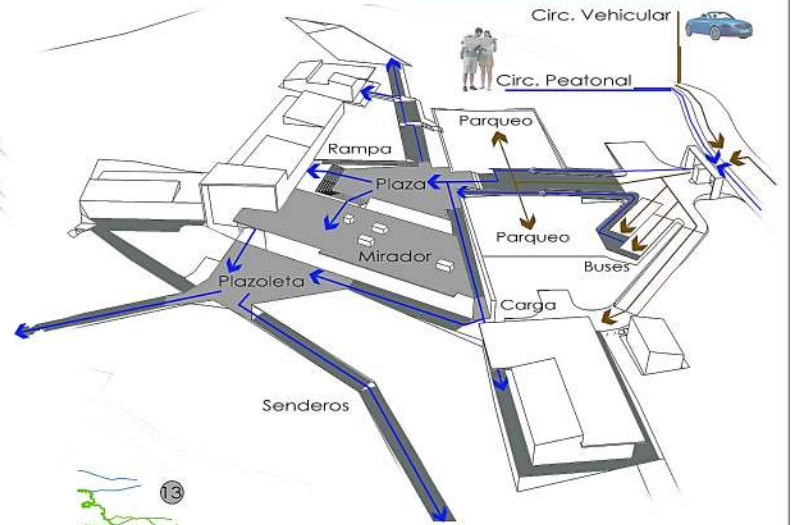 Circ. Vehicular
Circ. Peatonal
Parqueo
Rampa
Plaza
Parqueo
Mirador
Buses
Plazoleta
Carga
Senderos
13